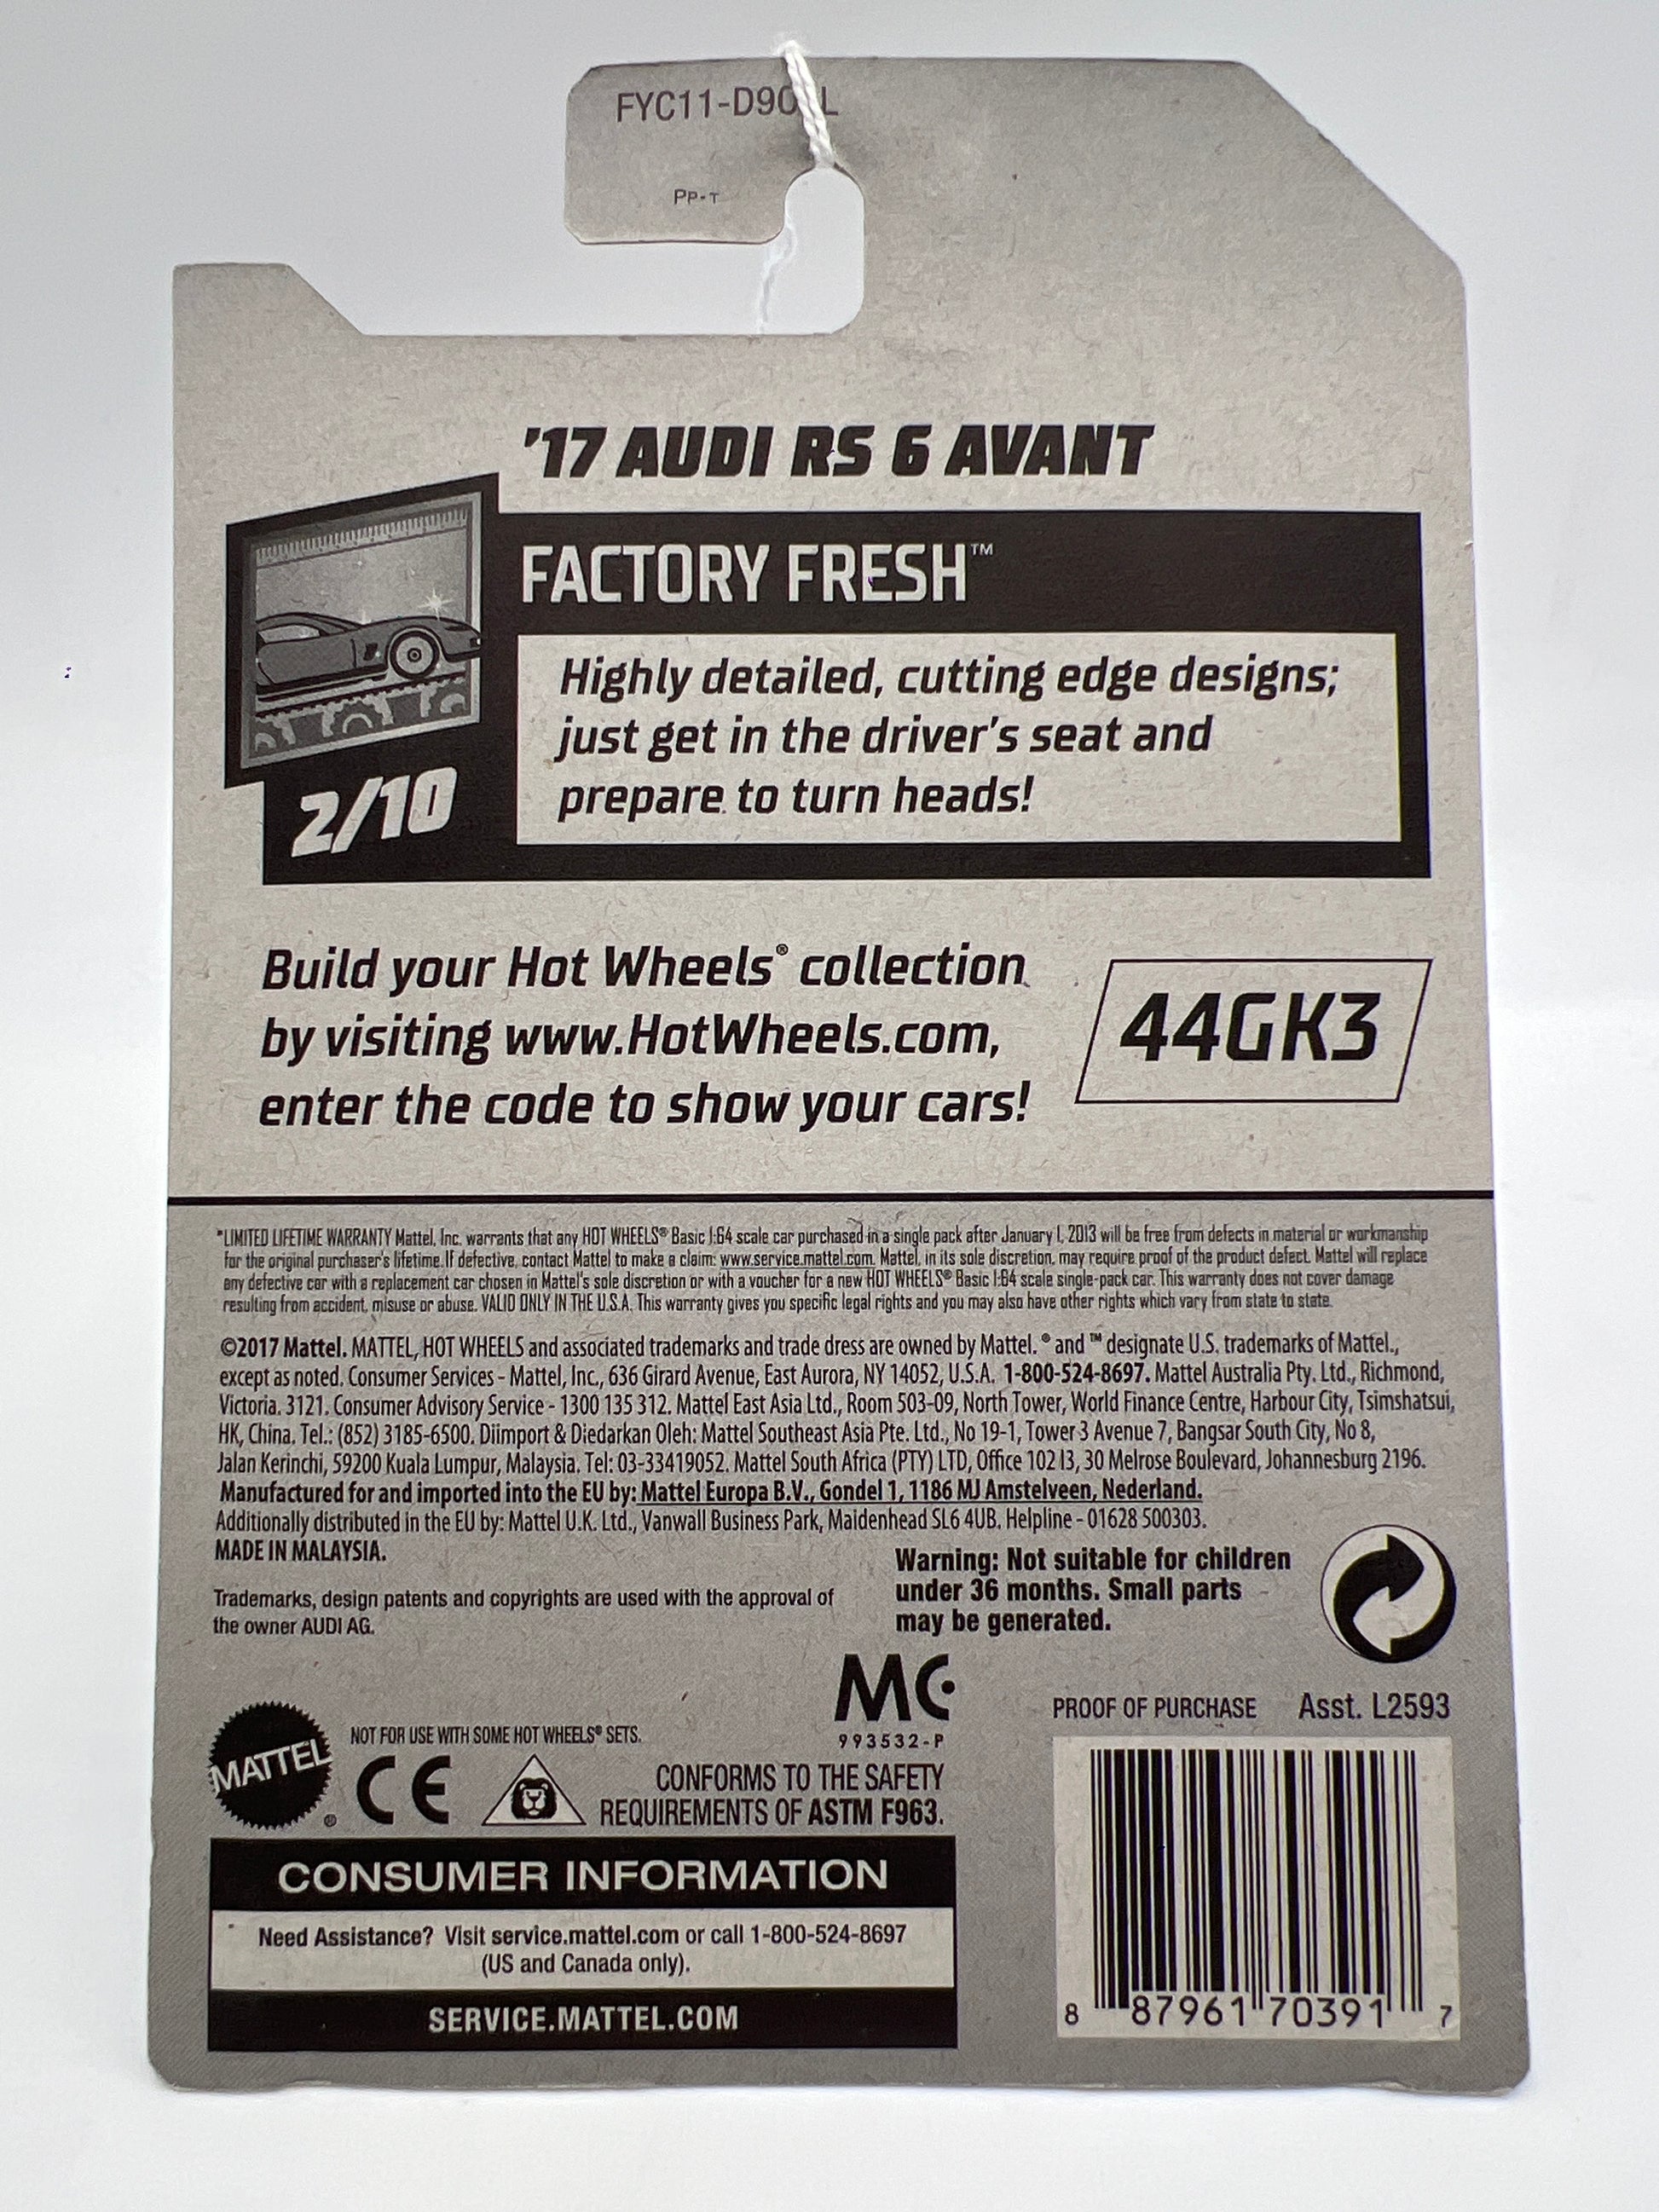 FYC11-D90
PP-T
'17 AUDI RS 6 AVANT
FACTORY FRESH™
Highly detailed, cutting edge designs;
just get in the driver's seat and
prepare to turn heads!
2/10
Build your Hot Wheels® collection
by visiting www.HotWheels.com,
enter the code to show your cars!
44GK3
*LIMITED LIFETIME WARRANTY Mattel, Inc. warrants that any HOT WHEELS® Basic 1:64 scale car purchased in a single pack after January 1, 2013 will be free from defects in material or workmanship
for the original purchaser's lifetime. If defective, contact Mattel to make a claim: www.service.mattel.com. Mattel, in its sole discretion, may require proof of the product defect. Mattel will replace
any defective car with a replacement car chosen in Mattel's sole discretion or with a voucher for a new HOT WHEELS® Basic 1:64 scale single-pack car. This warranty does not cover damage
resulting from accident, misuse or abuse. VALID ONLY IN THE U.S.A. This warranty gives you specific legal rights and you may also have other rights which vary from state to state.
©2017 Mattel. MATTEL, HOT WHEELS and associated trademarks and trade dress are owned by Mattel. ® and ™ designate U.S. trademarks of Mattel.,
except as noted. Consumer Services - Mattel, Inc., 636 Girard Avenue, East Aurora, NY 14052, U.S.A. 1-800-524-8697. Mattel Australia Pty. Ltd., Richmond,
Victoria. 3121. Consumer Advisory Service - 1300 135 312. Mattel East Asia Ltd., Room 503-09, North Tower, World Finance Centre, Harbour City, Tsimshatsui,
HK, China. Tel.: (852) 3185-6500. Diimport & Diedarkan Oleh: Mattel Southeast Asia Pte. Ltd., No 19-1, Tower 3 Avenue 7, Bangsar South City, No 8,
Jalan Kerinchi, 59200 Kuala Lumpur, Malaysia. Tel: 03-33419052. Mattel South Africa (PTY) LTD, Office 102 I3, 30 Melrose Boulevard, Johannesburg 2196.
Manufactured for and imported into the EU by: Mattel Europa B.V., Gondel 1, 1186 MJ Amstelveen, Nederland.
Additionally distributed in the EU by: Mattel U.K. Ltd., Vanwall Business Park, Maidenhead SL6 4UB. Helpline - 01628 500303.
MADE IN MALAYSIA.
Trademarks, design patents and copyrights are used with the approval of
the owner AUDI AG.
Warning: Not suitable for children
under 36 months. Small parts
may be generated.
MC
993532-P
PROOF OF PURCHASE Asst. L2593
MATTEL®
NOT FOR USE WITH SOME HOT WHEELS® SETS.
CE
CONFORMS TO THE SAFETY
REQUIREMENTS OF ASTM F963.
CONSUMER INFORMATION
Need Assistance? Visit service.mattel.com or call 1-800-524-8697
(US and Canada only).
SERVICE.MATTEL.COM
8 87961 70391 7